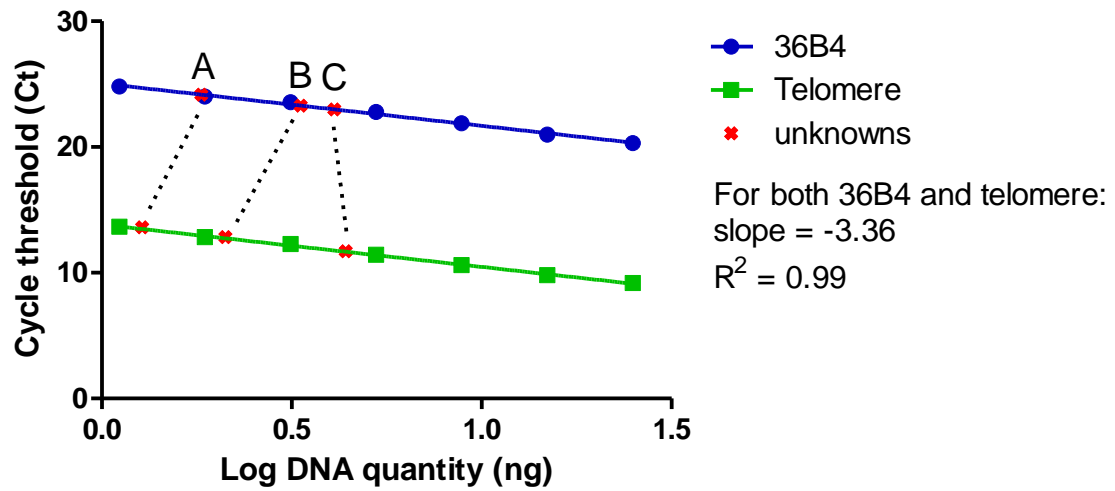 30
20
10
0
Cycle threshold (Ct)
A
B
C
0.0
0.5
1.0
1.5
Log DNA quantity (ng)
36B4
Telomere
unknowns
For both 36B4 and telomere:
slope = -3.36
R² = 0.99